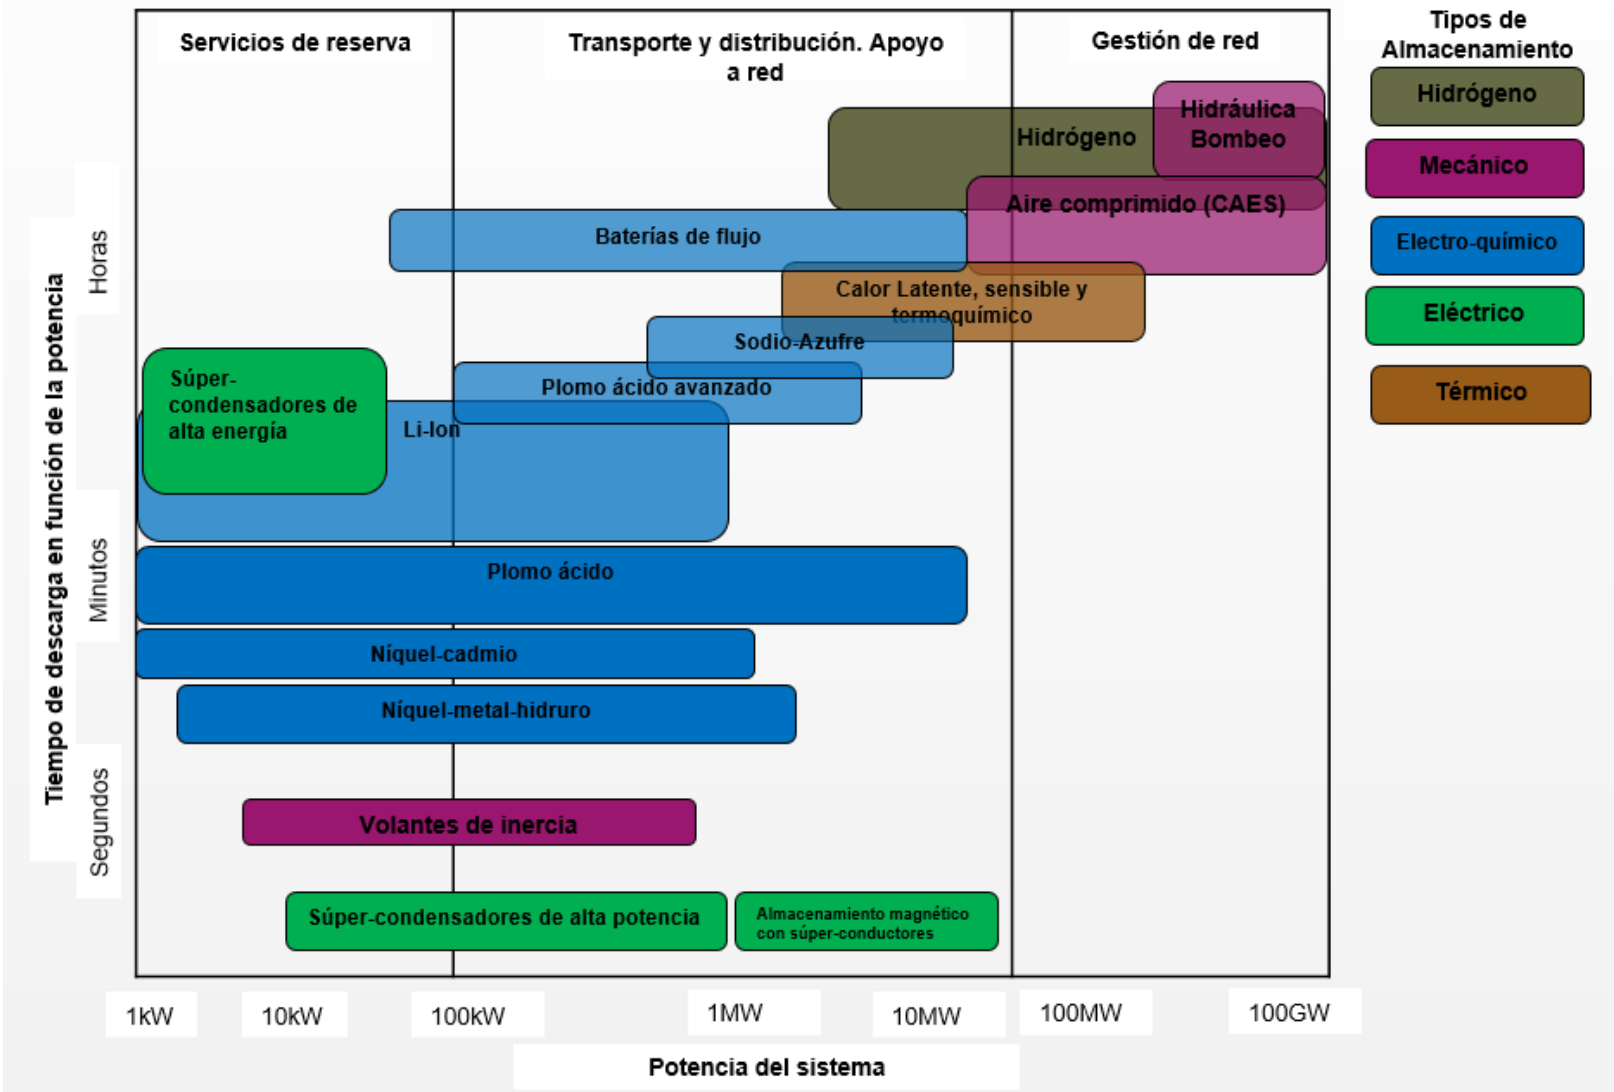 Servicios de reserva
Transporte y distribución. Apoyo
a red
Gestión de red
Tipos de
Almacenamiento
Hidrógeno
Mecánico
Electro-químico
Eléctrico
Térmico
Hidráulica
Bombeo
Hidrógeno
Aire comprimido (CAES)
Baterías de flujo
Calor Latente, sensible y
termoquímico
Sodio-Azufre
Plomo ácido avanzado
Súper-
condensadores de
alta energía
Li-Ion
Plomo ácido
Níquel-cadmio
Níquel-metal-hidruro
Volantes de inercia
Súper-condensadores de alta potencia
Almacenamiento magnético
con súper-conductores
Tiempo de descarga en función de la potencia
Horas
Minutos
Segundos
1kW
10kW
100kW
1MW
10MW
100MW
100GW
Potencia del sistema